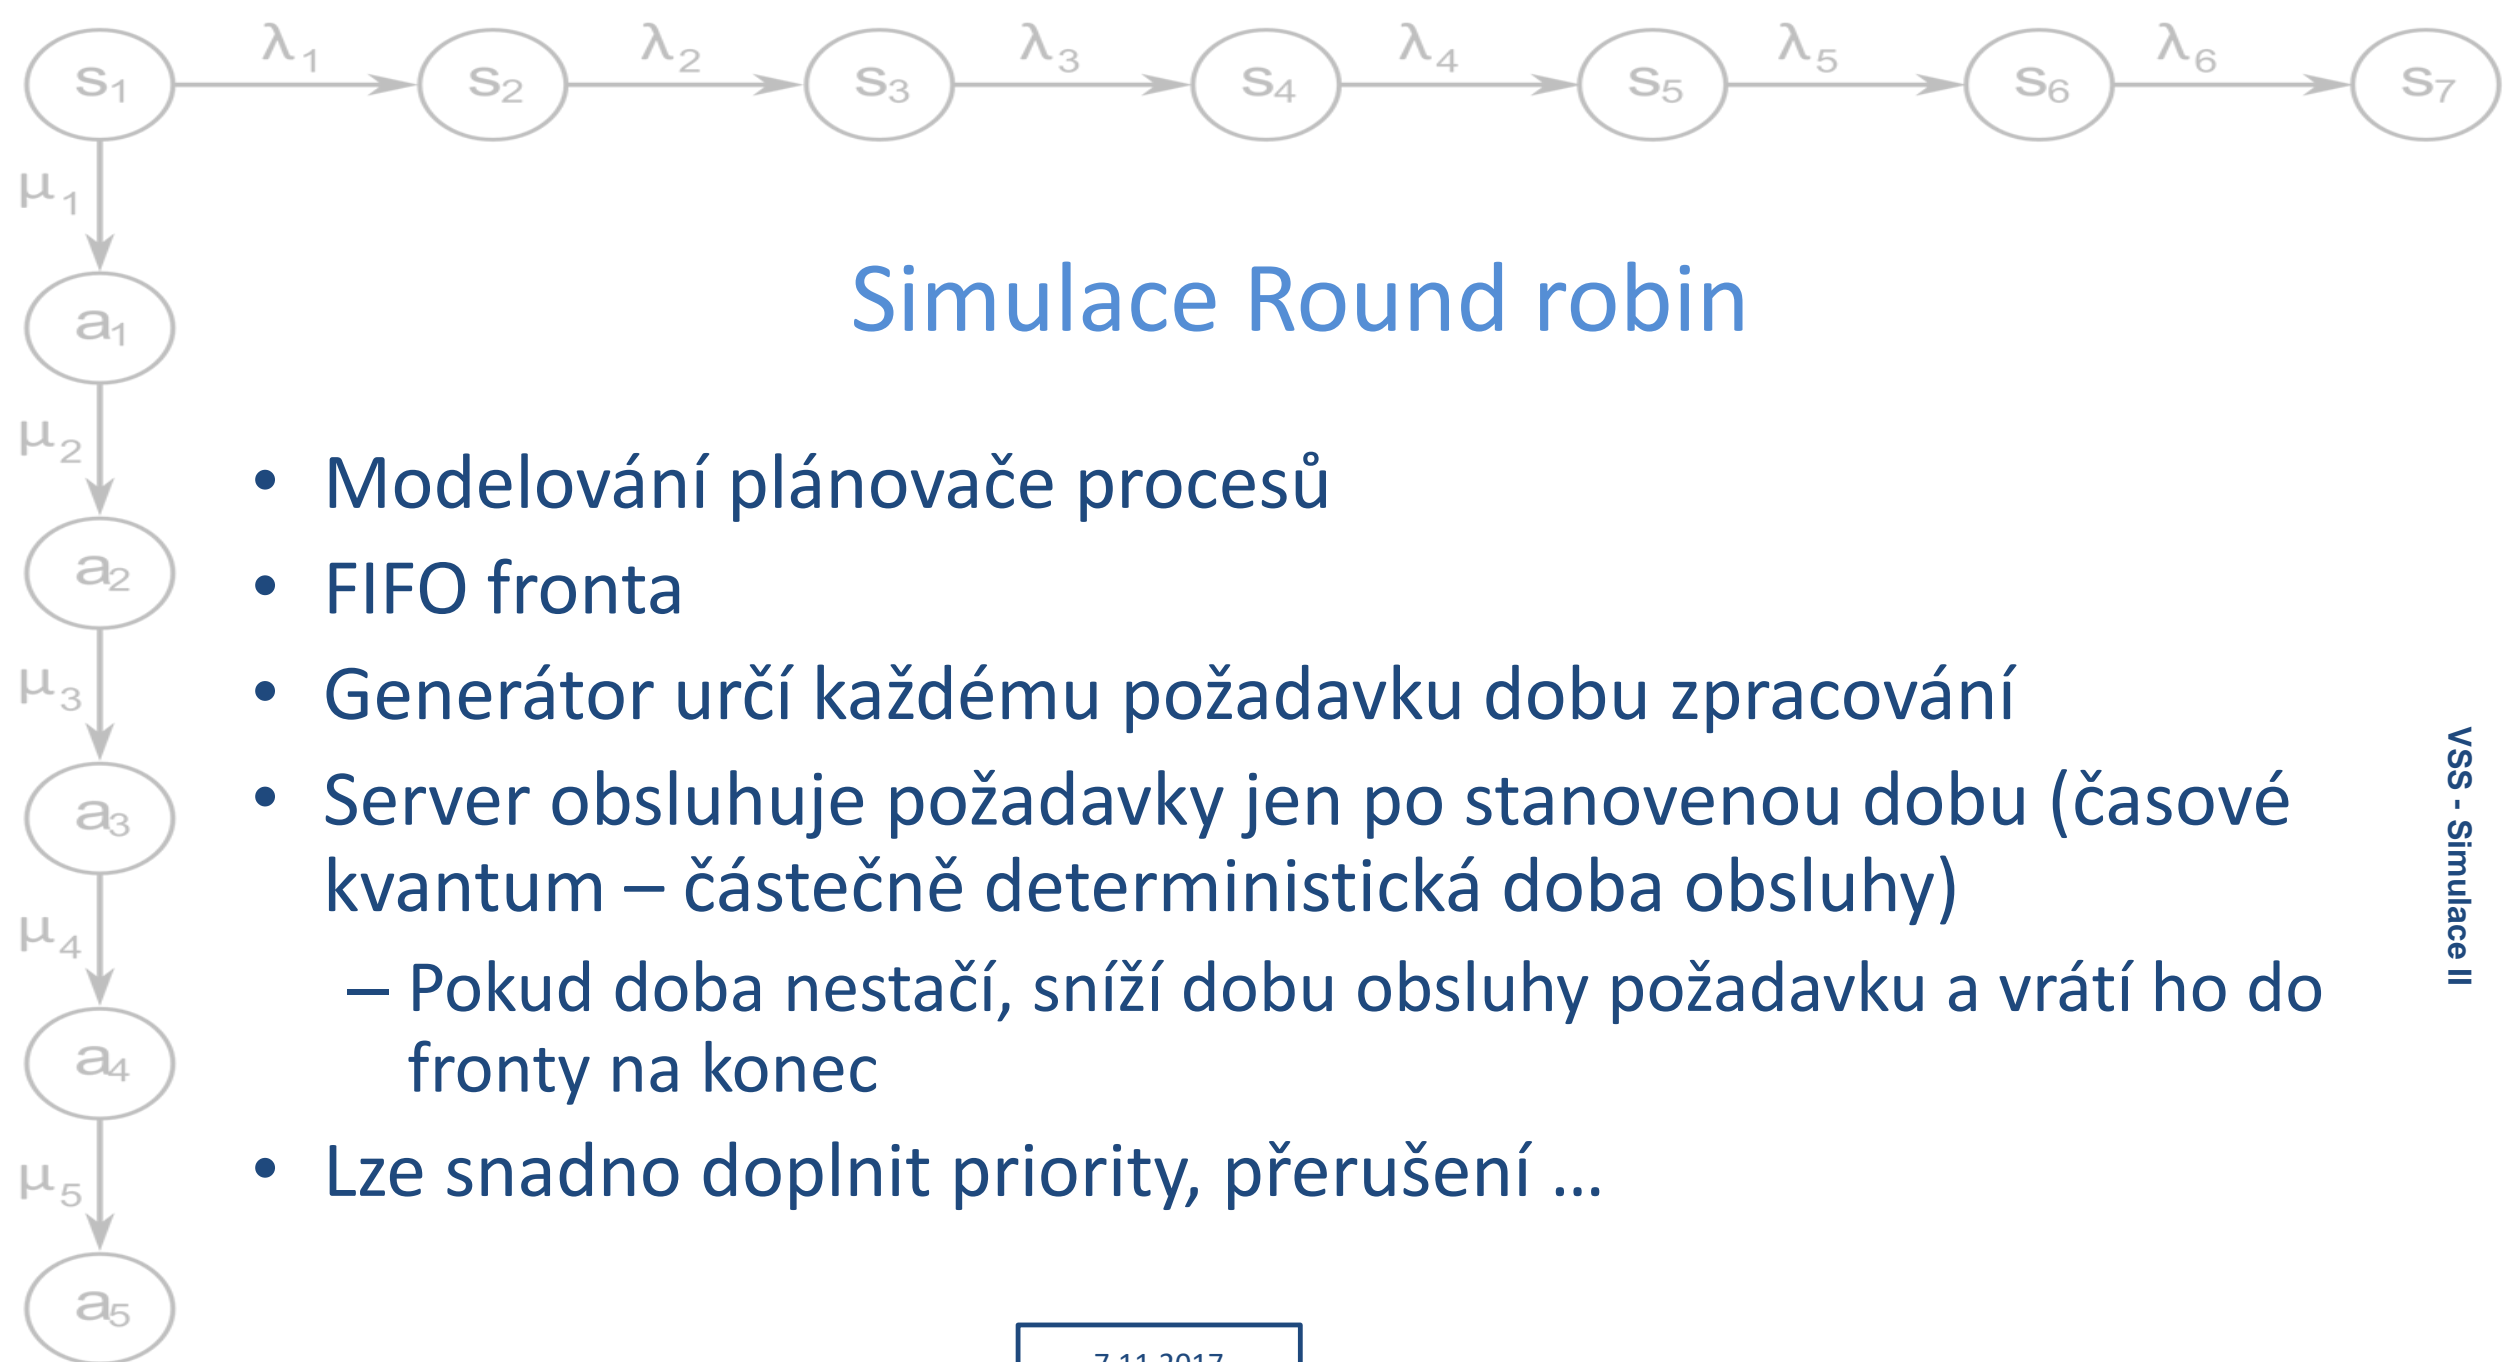 s1 λ1 s2 λ2 s3 λ3 s4 λ4 s5 λ5 s6 λ6 s7
μ1
a1
μ2
a2
μ3
a3
μ4
a4
μ5
a5
Simulace Round robin
• Modelování plánovače procesů
• FIFO fronta
• Generátor určí každému požadavku dobu zpracování
• Server obsluhuje požadavky jen po stanovenou dobu (časové
kvantum – částečně deterministická doba obsluhy)
– Pokud doba nestačí, sníží dobu obsluhy požadavku a vrátí ho do
fronty na konec
• Lze snadno doplnit priority, přerušení ...
VSS - Simulace II
7.11.2017